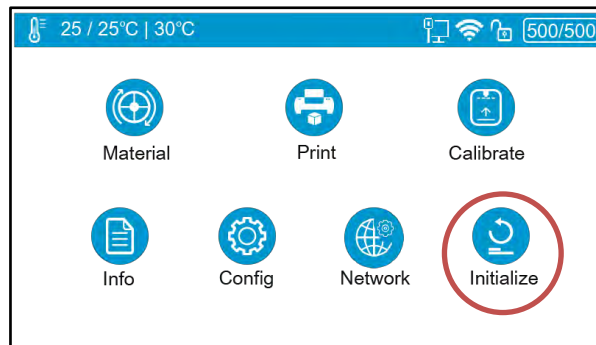 25 / 25℃ | 30℃ 500/500
Material Print Calibrate
Info Config Network Initialize